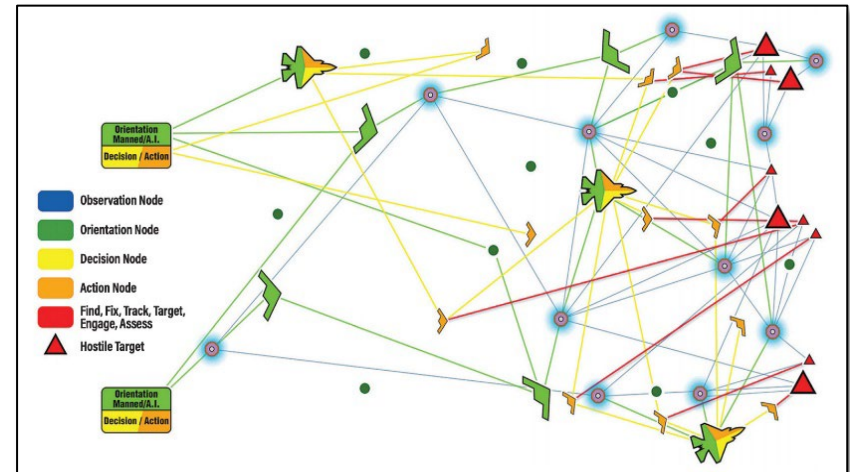 Orientation
Manned/A.I.
Decision / Action
Observation Node
Orientation Node
Decision Node
Action Node
Find, Fix, Track, Target,
Engage, Assess
Hostile Target
Orientation
Manned/A.I.
Decision / Action